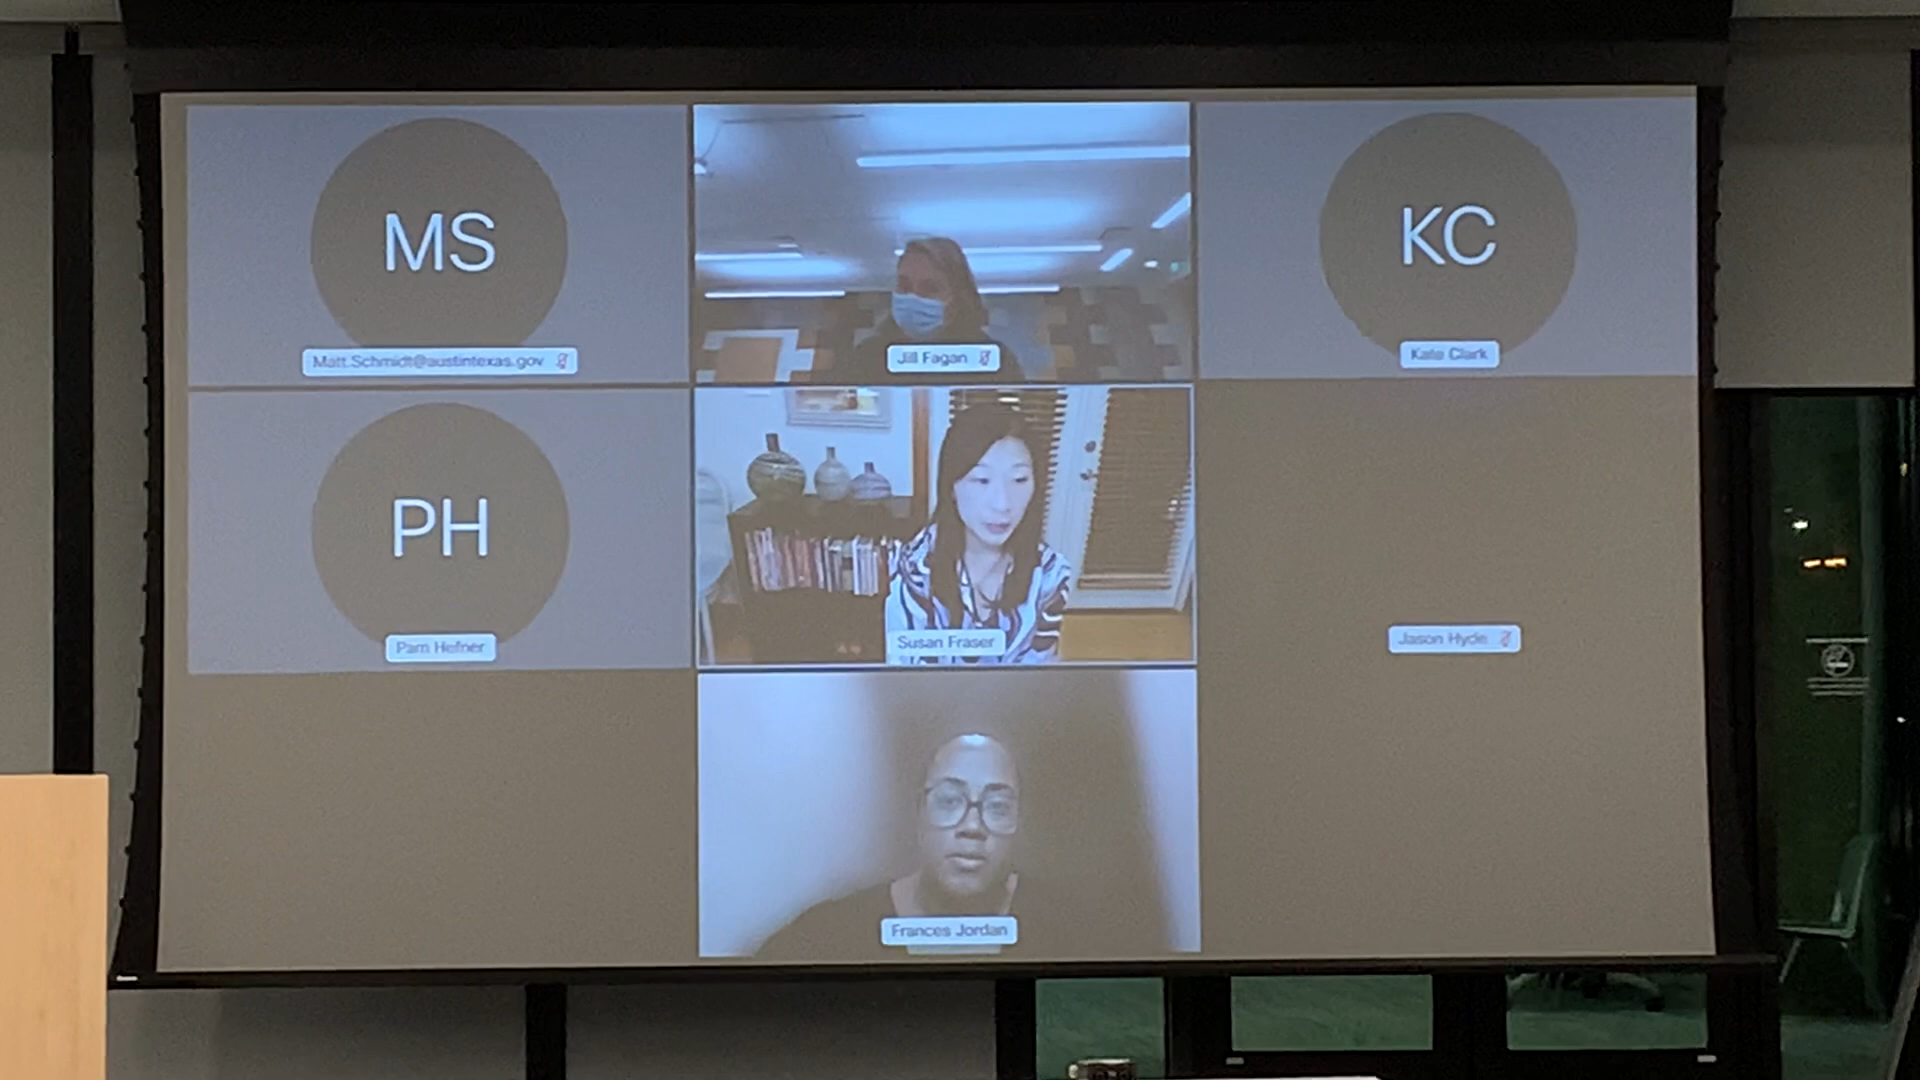 MS
Matt.Schmidt@austintexas.gov
Jill Fagan
KC
Kate Clark
PH
Pam Hefner
Susan Fraser
Jason Hyde
Frances Jordan